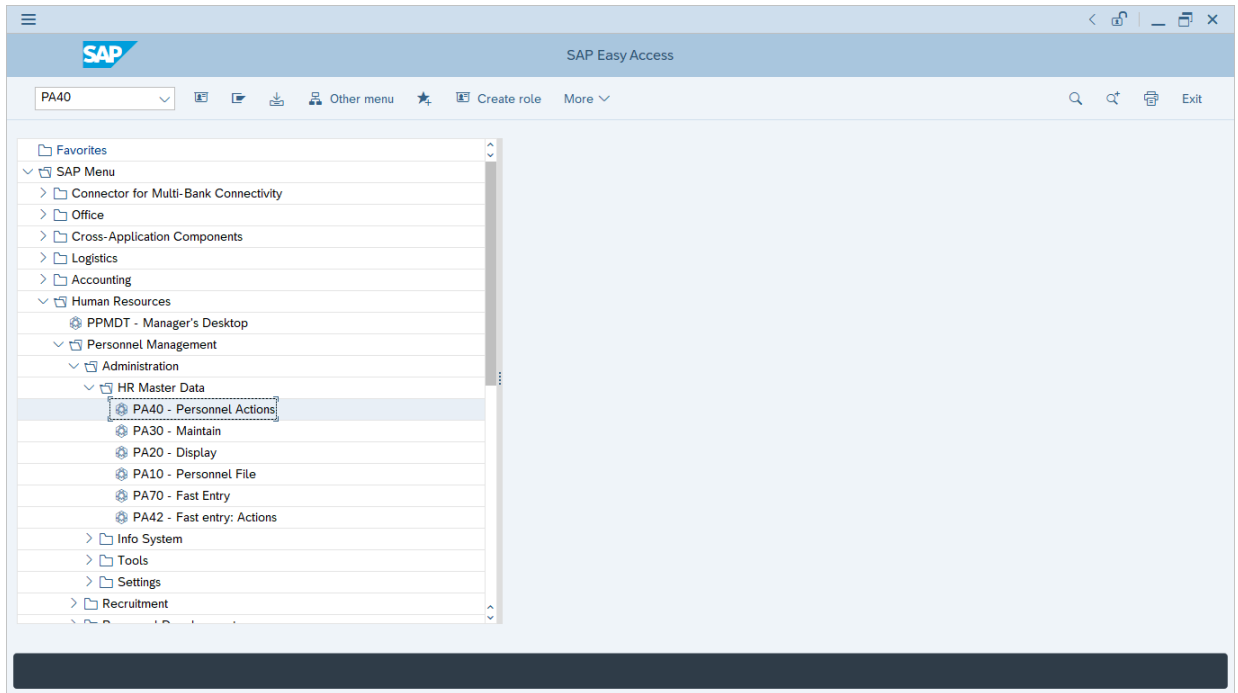 SAP
SAP Easy Access
PA40
Other menu
Create role
More
Exit
Favorites
SAP Menu
Connector for Multi-Bank Connectivity
Office
Cross-Application Components
Logistics
Accounting
Human Resources
PPMDT - Manager's Desktop
Personnel Management
Administration
HR Master Data
PA40 - Personnel Actions
PA30 - Maintain
PA20 - Display
PA10 - Personnel File
PA70 - Fast Entry
PA42 - Fast entry: Actions
Info System
Tools
Settings
Recruitment